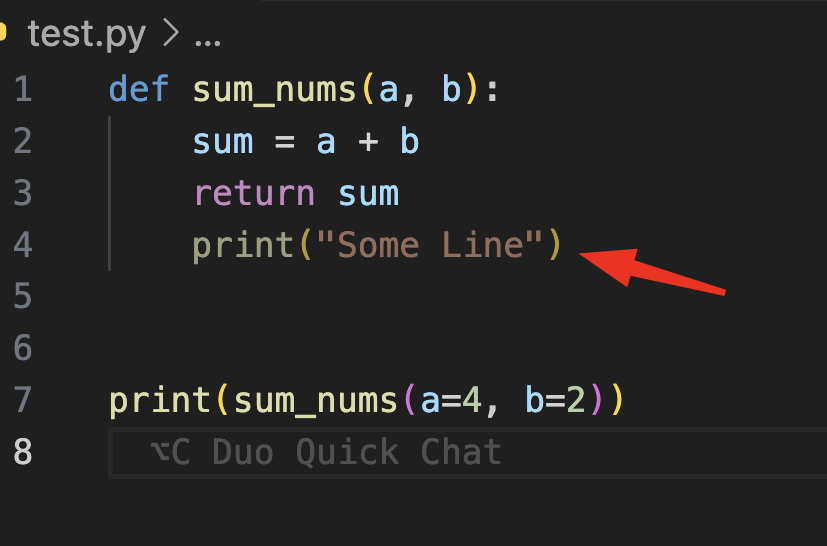 test.py > ...
1 def sum_nums(a, b):
2     sum = a + b
3     return sum
4     print("Some Line")
5
6
7 print(sum_nums(a=4, b=2))
8   ⌥C Duo Quick Chat